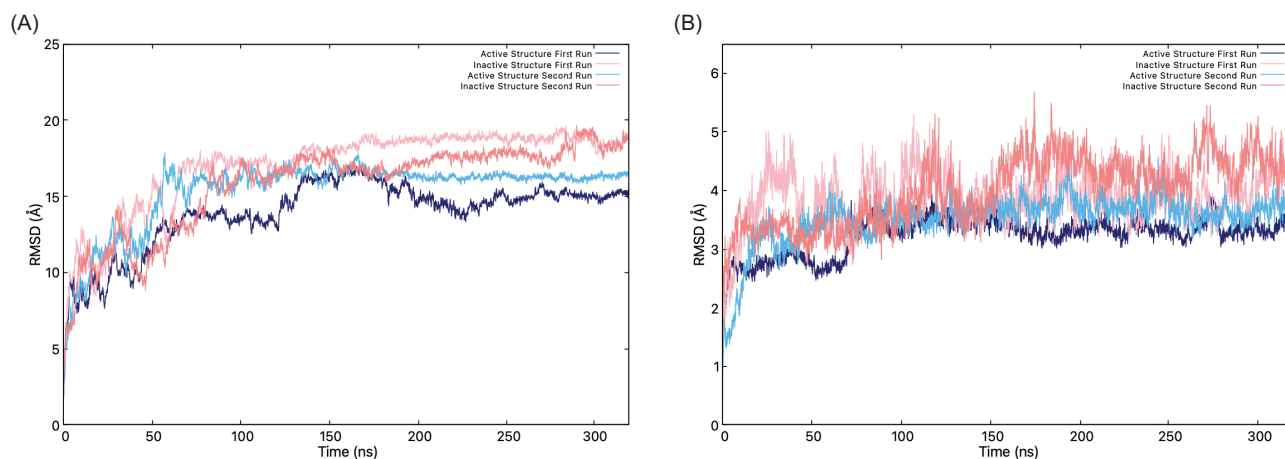 (A)
25
20
15
10
5
0
RMSD (Å)
0 50 100 150 200 250 300
Time (ns)
Active Structure First Run
Inactive Structure First Run
Active Structure Second Run
Inactive Structure Second Run
(B)
6
5
4
3
2
1
0
RMSD (Å)
0 50 100 150 200 250 300
Time (ns)
Active Structure First Run
Inactive Structure First Run
Active Structure Second Run
Inactive Structure Second Run